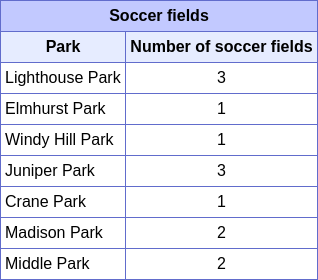 Soccer fields
Park Number of soccer fields
Lighthouse Park 3
Elmhurst Park 1
Windy Hill Park 1
Juniper Park 3
Crane Park 1
Madison Park 2
Middle Park 2